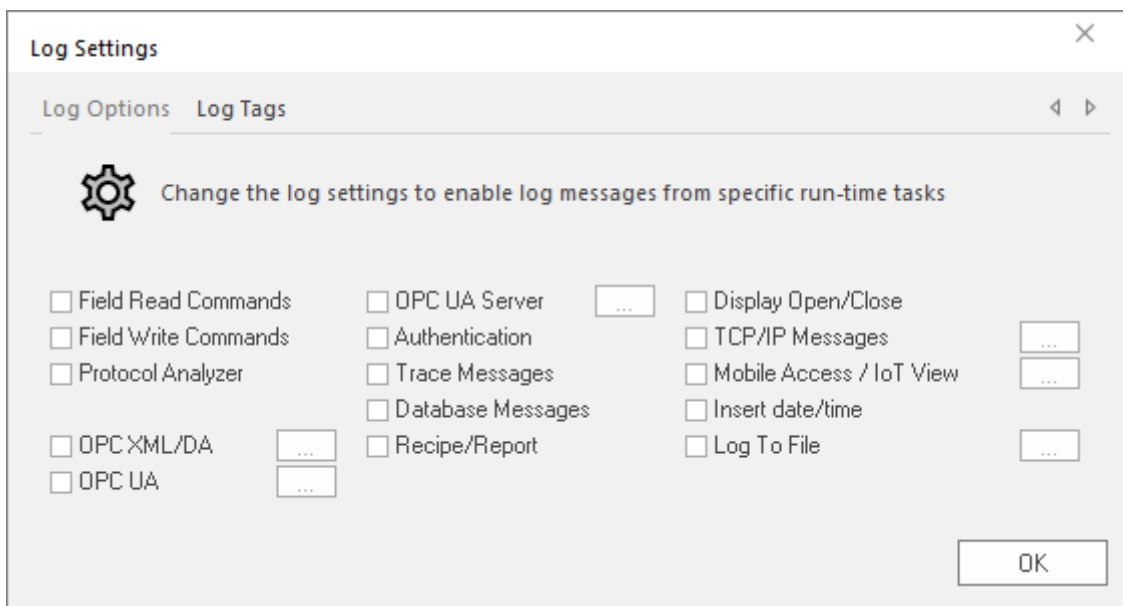 Log Settings
Log Options Log Tags
Change the log settings to enable log messages from specific run-time tasks
Field Read Commands
Field Write Commands
Protocol Analyzer
OPC XML/DA ...
OPC UA ...
OPC UA Server ...
Authentication
Trace Messages
Database Messages
Recipe/Report
Display Open/Close
TCP/IP Messages ...
Mobile Access / IoT View ...
Insert date/time
Log To File ...
OK